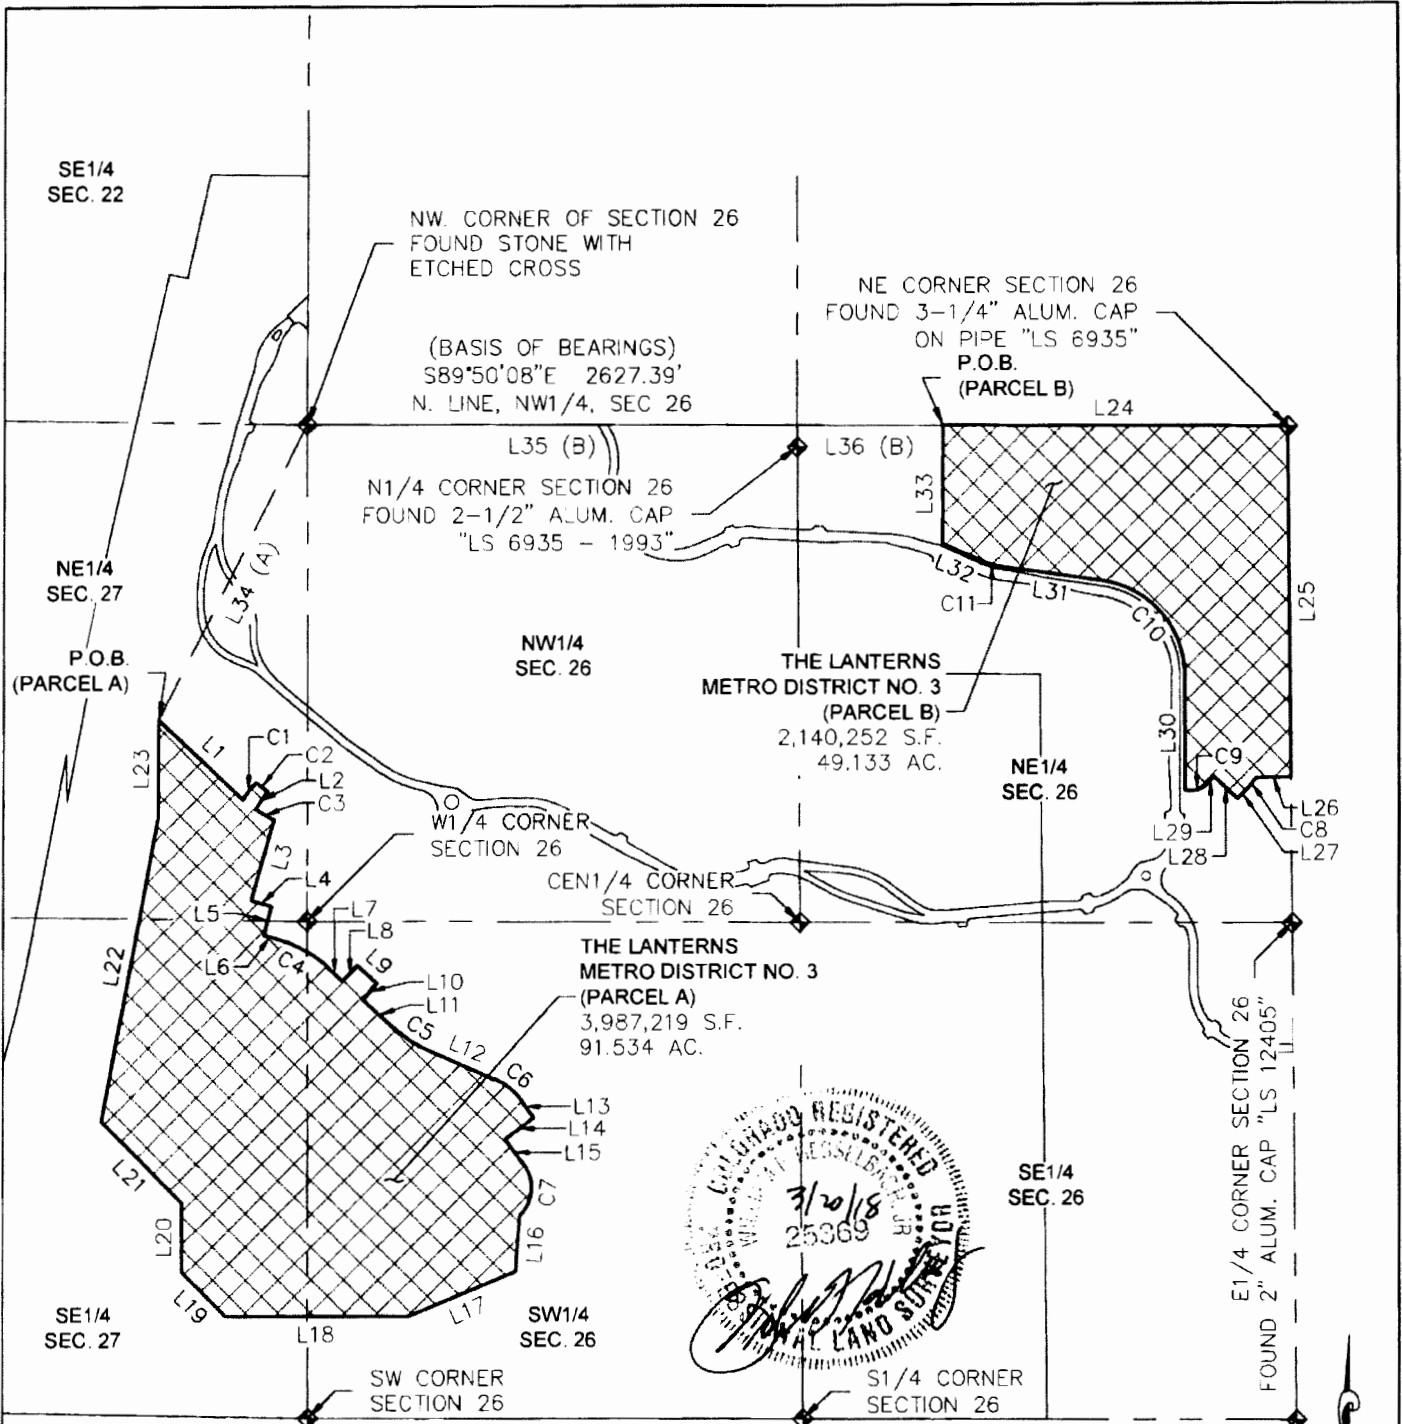 SE1/4
SEC. 22
NW. CORNER OF SECTION 26
FOUND STONE WITH
ETCHED CROSS
NE CORNER SECTION 26
FOUND 3-1/4" ALUM. CAP
ON PIPE "LS 6935"
P.O.B.
(PARCEL B)
(BASIS OF BEARINGS)
S89°50'08"E 2627.39'
N. LINE, NW1/4, SEC 26
L24
L35 (B)
L36 (B)
N1/4 CORNER SECTION 26
FOUND 2-1/2" ALUM. CAP
"LS 6935 - 1993"
L33
L34 (A)
NE1/4
SEC. 27
L32
C11
L31
C10
L25
P.O.B.
(PARCEL A)
NW1/4
SEC. 26
THE LANTERNS
METRO DISTRICT NO. 3
(PARCEL B)
2,140,252 S.F.
49.133 AC.
L30
NE1/4
SEC. 26
C9
L26
C8
L27
L29
L28
L23
L1
C1
C2
L2
C3
W1/4 CORNER
SECTION 26
L3
L4
CEN1/4 CORNER
SECTION 26
L5
L7
L8
L6
C4
L9
L10
L11
THE LANTERNS
METRO DISTRICT NO. 3
(PARCEL A)
3,987,219 S.F.
91.534 AC.
L22
C5
L12
C6
L13
L14
L15
C7
L21
L20
L16
L19
L17
L18
COLORADO REGISTERED
25369
PROFESSIONAL LAND SURVEYOR
SE1/4
SEC. 26
E1/4 CORNER SECTION 26
FOUND 2" ALUM. CAP "LS 12405"
SE1/4
SEC. 27
SW1/4
SEC. 26
SW CORNER
SECTION 26
S1/4 CORNER
SECTION 26